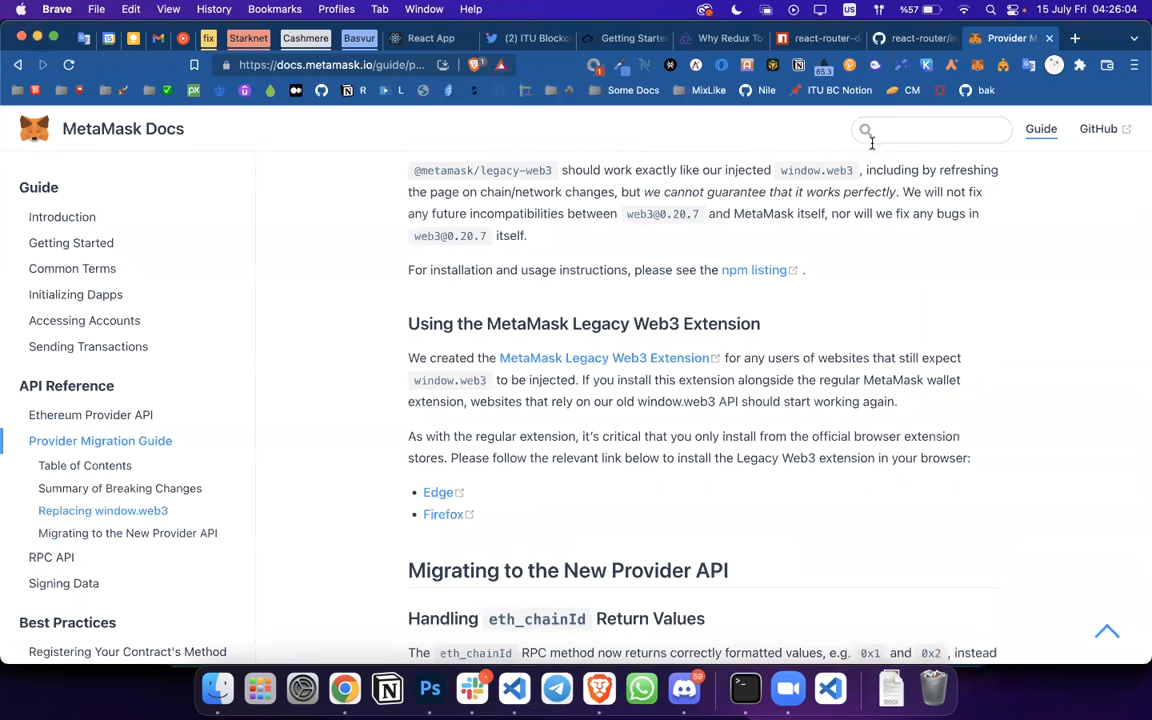 Brave File Edit View History Bookmarks Profiles Tab Window Help US %57 15 July Fri 04:26:04
fix Starknet Cashmere Basvur React App (2) ITU Blocko Getting Starte Why Redux To react-router-d react-router/in Provider M
https://docs.metamask.io/guide/p... 1 65.3
R L Some Docs MixLike Nile ITU BC Notion CM bak
MetaMask Docs
Guide GitHub
Guide
Introduction
Getting Started
Common Terms
Initializing Dapps
Accessing Accounts
Sending Transactions
API Reference
Ethereum Provider API
Provider Migration Guide
Table of Contents
Summary of Breaking Changes
Replacing window.web3
Migrating to the New Provider API
RPC API
Signing Data
Best Practices
Registering Your Contract's Method
@metamask/legacy-web3 should work exactly like our injected window.web3 , including by refreshing
the page on chain/network changes, but we cannot guarantee that it works perfectly. We will not fix
any future incompatibilities between web3@0.20.7 and MetaMask itself, nor will we fix any bugs in
web3@0.20.7 itself.
For installation and usage instructions, please see the npm listing .
Using the MetaMask Legacy Web3 Extension
We created the MetaMask Legacy Web3 Extension for any users of websites that still expect
window.web3 to be injected. If you install this extension alongside the regular MetaMask wallet
extension, websites that rely on our old window.web3 API should start working again.
As with the regular extension, it's critical that you only install from the official browser extension
stores. Please follow the relevant link below to install the Legacy Web3 extension in your browser:
• Edge
• Firefox
Migrating to the New Provider API
Handling eth_chainId Return Values
The eth_chainId RPC method now returns correctly formatted values, e.g. 0x1 and 0x2 , instead
Ps 59